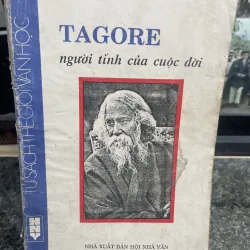 TỦ SÁCH THẾ GIỚI VĂN HỌC
TAGORE
người tình của cuộc đời
NHÀ XUẤT BẢN HỘI NHÀ VĂN